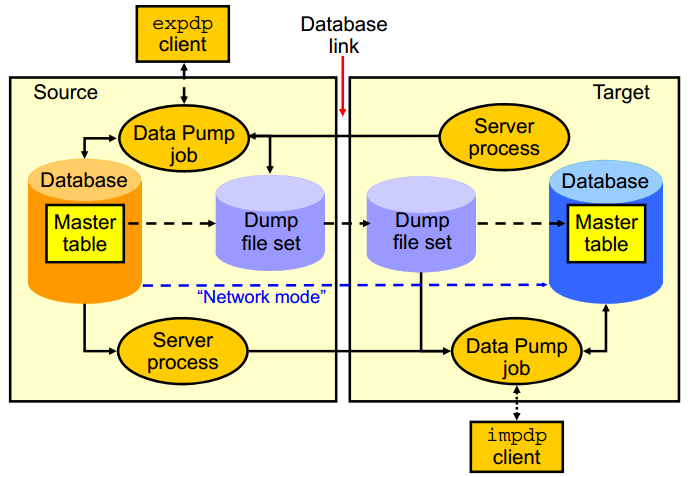 expdp
client
Database
link
Source
Target
Data Pump
job
Server
process
Database
Master
table
Dump
file set
Dump
file set
Database
Master
table
“Network mode”
Server
process
Data Pump
job
impdp
client